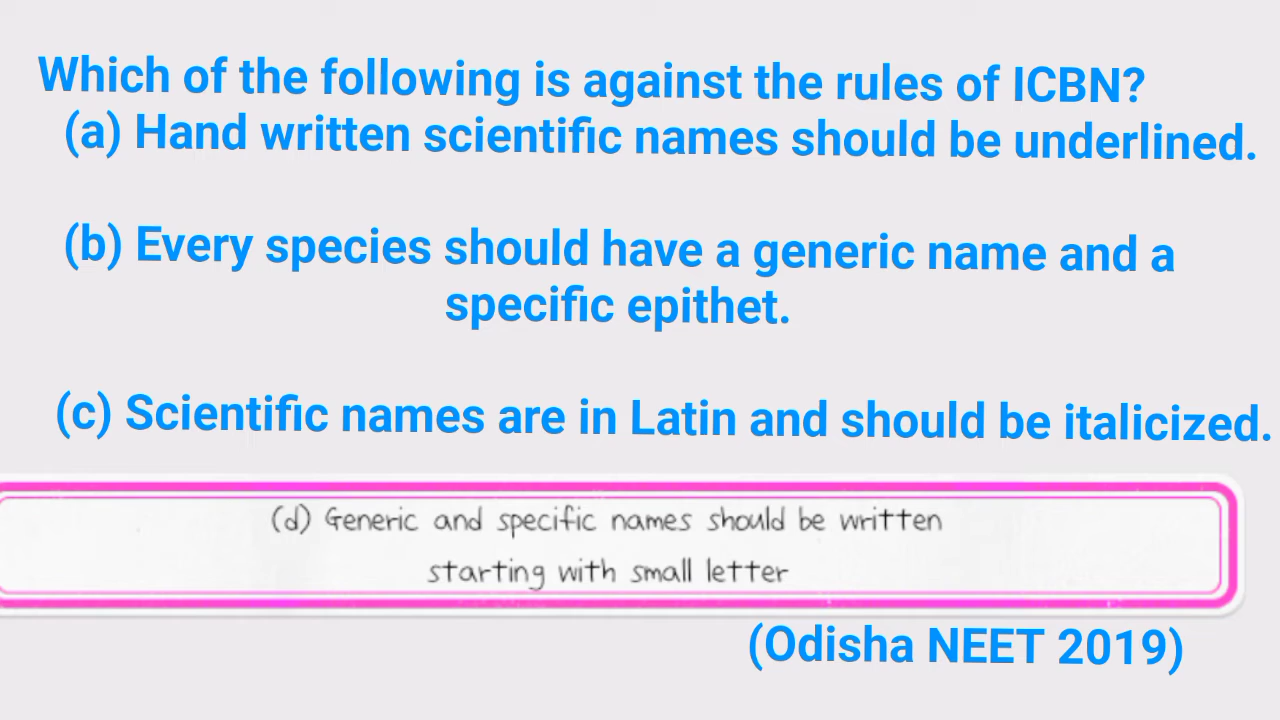 Which of the following is against the rules of ICBN?
(a) Hand written scientific names should be underlined.
(b) Every species should have a generic name and a
specific epithet.
(c) Scientific names are in Latin and should be italicized.
(d) Generic and specific names should be written
starting with small letter
(Odisha NEET 2019)